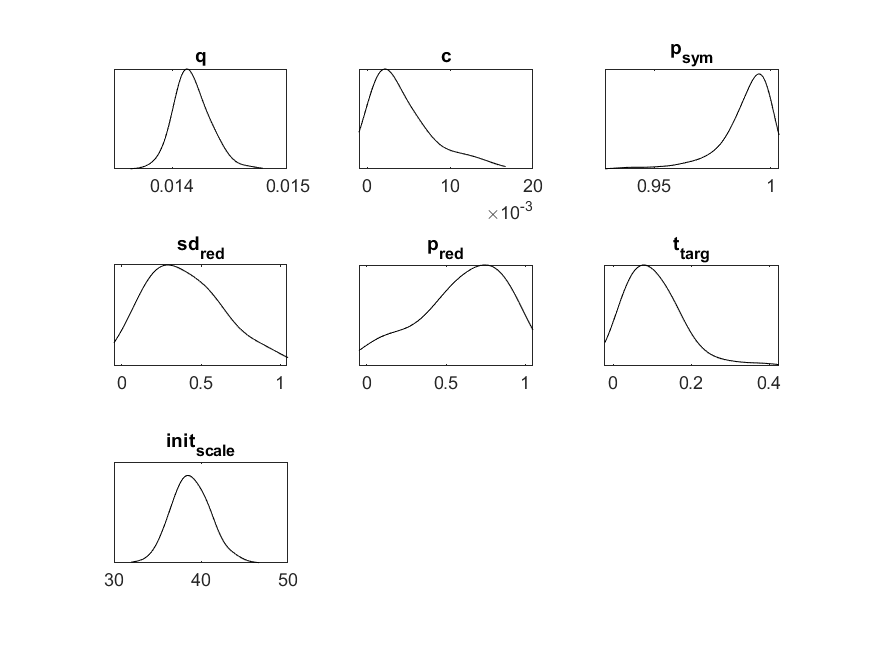 q c p_sym
0.014 0.015 0 10 20 0.95 1
×10^-3
sd_red p_red t_targ
0 0.5 1 0 0.5 1 0 0.2 0.4
init_scale
30 40 50